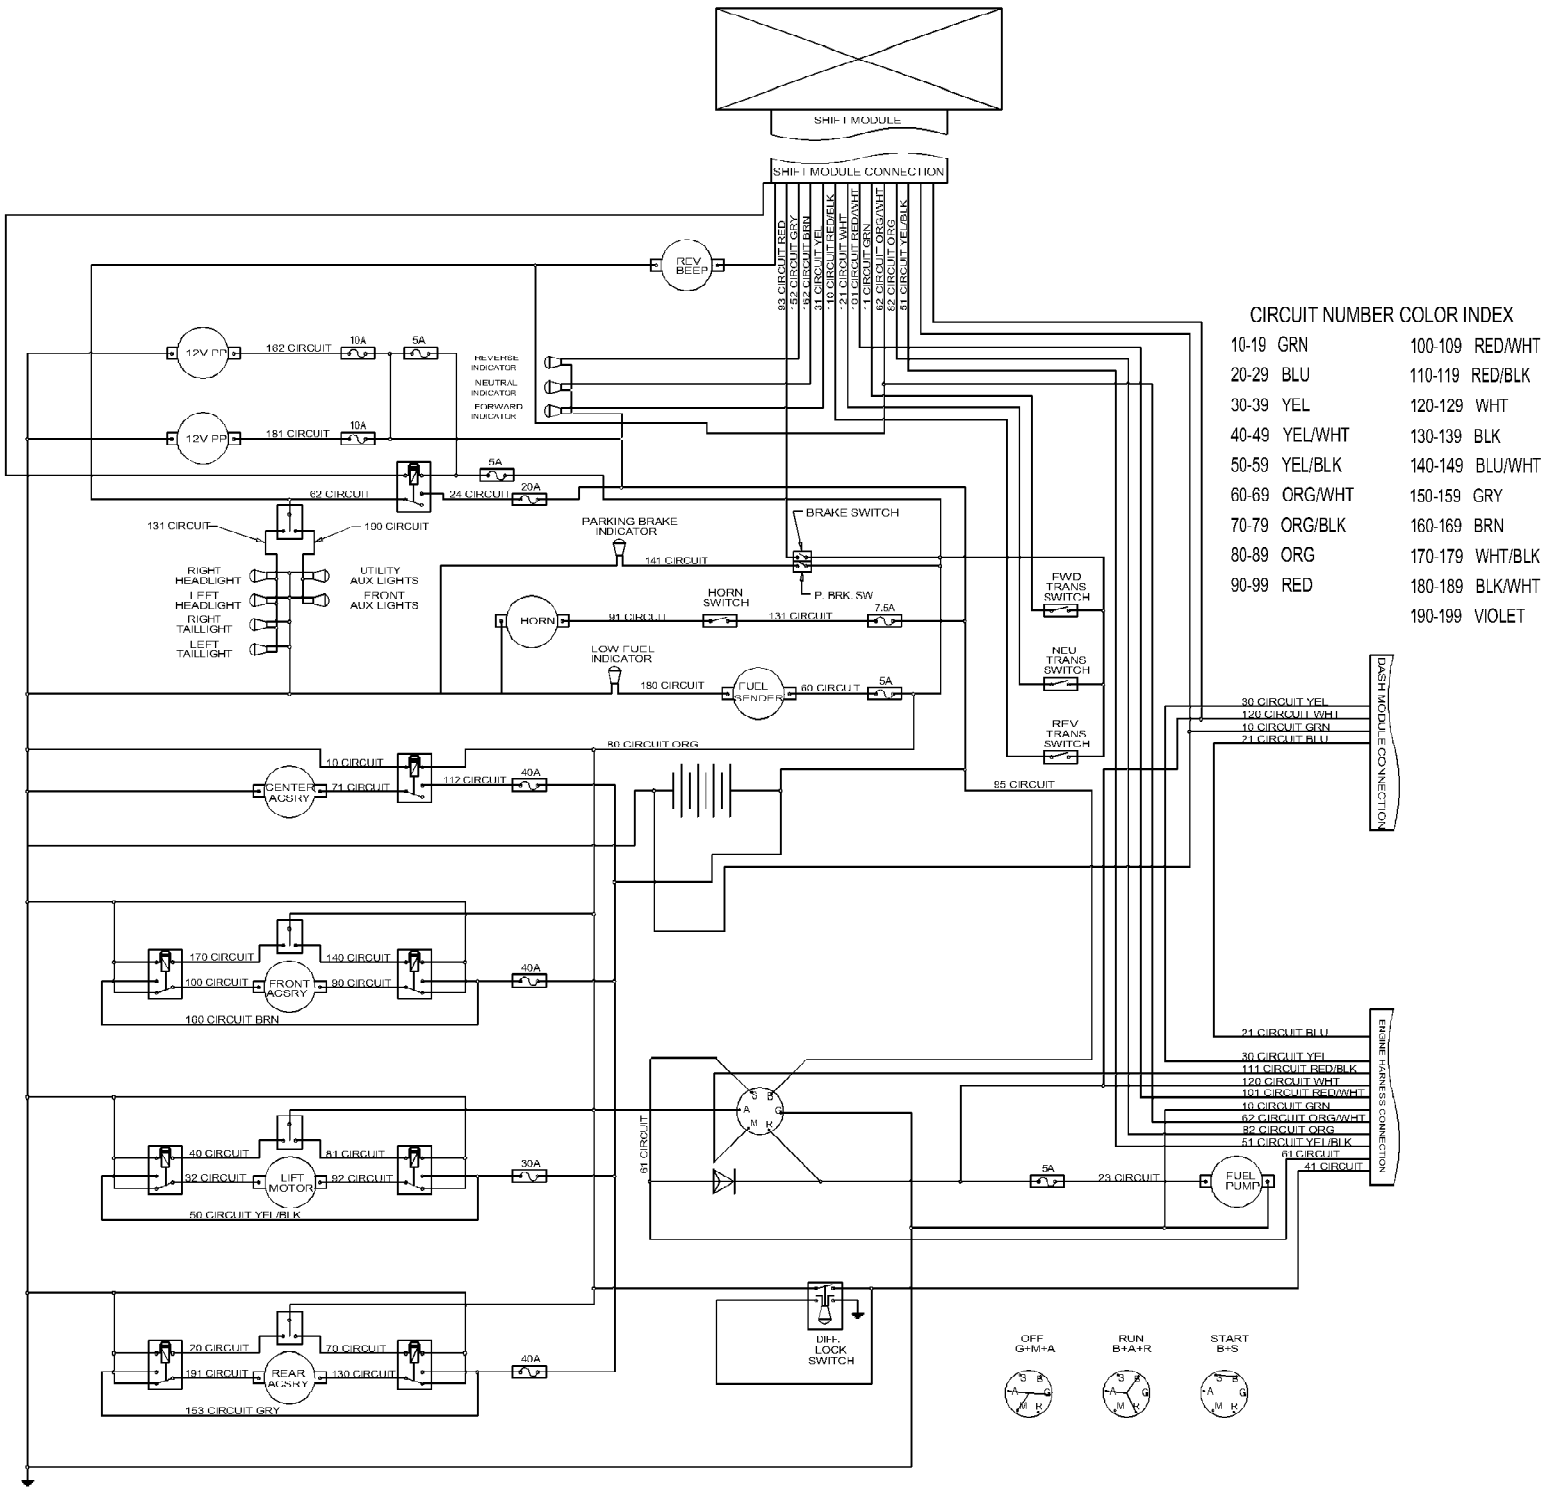 SHIFT MODULE
SHIFT MODULE CONNECTION
93 CIRCUIT RED
152 CIRCUIT GRY
162 CIRCUIT BRN
31 CIRCUIT YEL
110 CIRCUIT RED/BLK
121 CIRCUIT WHT
101 CIRCUIT RED/WHT
11 CIRCUIT GRN
62 CIRCUIT ORG/WHT
82 CIRCUIT ORG
51 CIRCUIT YEL/BLK
REV
BEEP
12V PP
162 CIRCUIT
10A
5A
12V PP
181 CIRCUIT
10A
REVERSE
INDICATOR
NEUTRAL
INDICATOR
FORWARD
INDICATOR
5A
62 CIRCUIT
24 CIRCUIT
20A
131 CIRCUIT
190 CIRCUIT
RIGHT
HEADLIGHT
LEFT
HEADLIGHT
RIGHT
TAILLIGHT
LEFT
TAILLIGHT
UTILITY
AUX LIGHTS
FRONT
AUX LIGHTS
PARKING BRAKE
INDICATOR
141 CIRCUIT
BRAKE SWITCH
P. BRK. SW
HORN
91 CIRCUIT
HORN
SWITCH
131 CIRCUIT
7.5A
LOW FUEL
INDICATOR
180 CIRCUIT
FUEL
SENDER
60 CIRCUIT
5A
FWD
TRANS
SWITCH
NEU
TRANS
SWITCH
REV
TRANS
SWITCH
CIRCUIT NUMBER COLOR INDEX
10-19 GRN
20-29 BLU
30-39 YEL
40-49 YEL/WHT
50-59 YEL/BLK
60-69 ORG/WHT
70-79 ORG/BLK
80-89 ORG
90-99 RED
100-109 RED/WHT
110-119 RED/BLK
120-129 WHT
130-139 BLK
140-149 BLU/WHT
150-159 GRY
160-169 BRN
170-179 WHT/BLK
180-189 BLK/WHT
190-199 VIOLET
30 CIRCUIT YEL
120 CIRCUIT WHT
10 CIRCUIT GRN
21 CIRCUIT BLU
DASH MODULE CONNECTION
80 CIRCUIT ORG
10 CIRCUIT
CENTER
ACSRY
71 CIRCUIT
112 CIRCUIT
40A
95 CIRCUIT
170 CIRCUIT
140 CIRCUIT
100 CIRCUIT
FRONT
ACSRY
90 CIRCUIT
40A
160 CIRCUIT BRN
21 CIRCUIT BLU
30 CIRCUIT YEL
111 CIRCUIT RED/BLK
120 CIRCUIT WHT
101 CIRCUIT RED/WHT
10 CIRCUIT GRN
62 CIRCUIT ORG/WHT
82 CIRCUIT ORG
51 CIRCUIT YEL/BLK
61 CIRCUIT
41 CIRCUIT
ENGINE HARNESS CONNECTION
S B
A G
M R
61 CIRCUIT
40 CIRCUIT
81 CIRCUIT
32 CIRCUIT
LIFT
MOTOR
92 CIRCUIT
30A
50 CIRCUIT YEL/BLK
5A
23 CIRCUIT
FUEL
PUMP
20 CIRCUIT
70 CIRCUIT
191 CIRCUIT
REAR
ACSRY
130 CIRCUIT
40A
153 CIRCUIT GRY
DIFF.
LOCK
SWITCH
OFF
G+M+A
RUN
B+A+R
START
B+S
S B
A G
M R
S B
A G
M R
S B
A G
M R